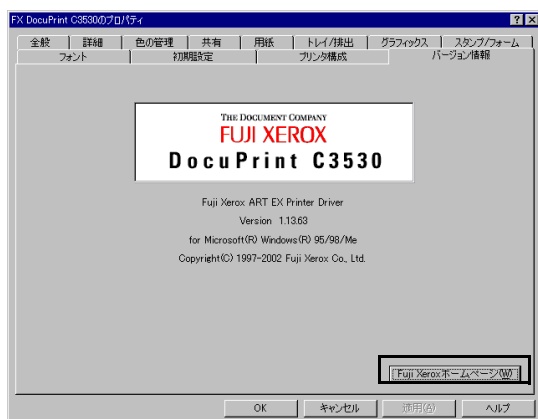 FX DocuPrint C3530のプロパティ
全般 詳細 色の管理 共有 用紙 トレイ/排出 グラフィックス スタンプ/フォーム
フォント 初期設定 プリンタ構成 バージョン情報
THE DOCUMENT COMPANY
FUJI XEROX
DocuPrint C3530
Fuji Xerox ART EX Printer Driver
Version 1.13.63
for Microsoft(R) Windows(R) 95/98/Me
Copyright(C) 1997-2002 Fuji Xerox Co., Ltd.
Fuji Xeroxホームページ(W)
OK キャンセル 適用(A) ヘルプ